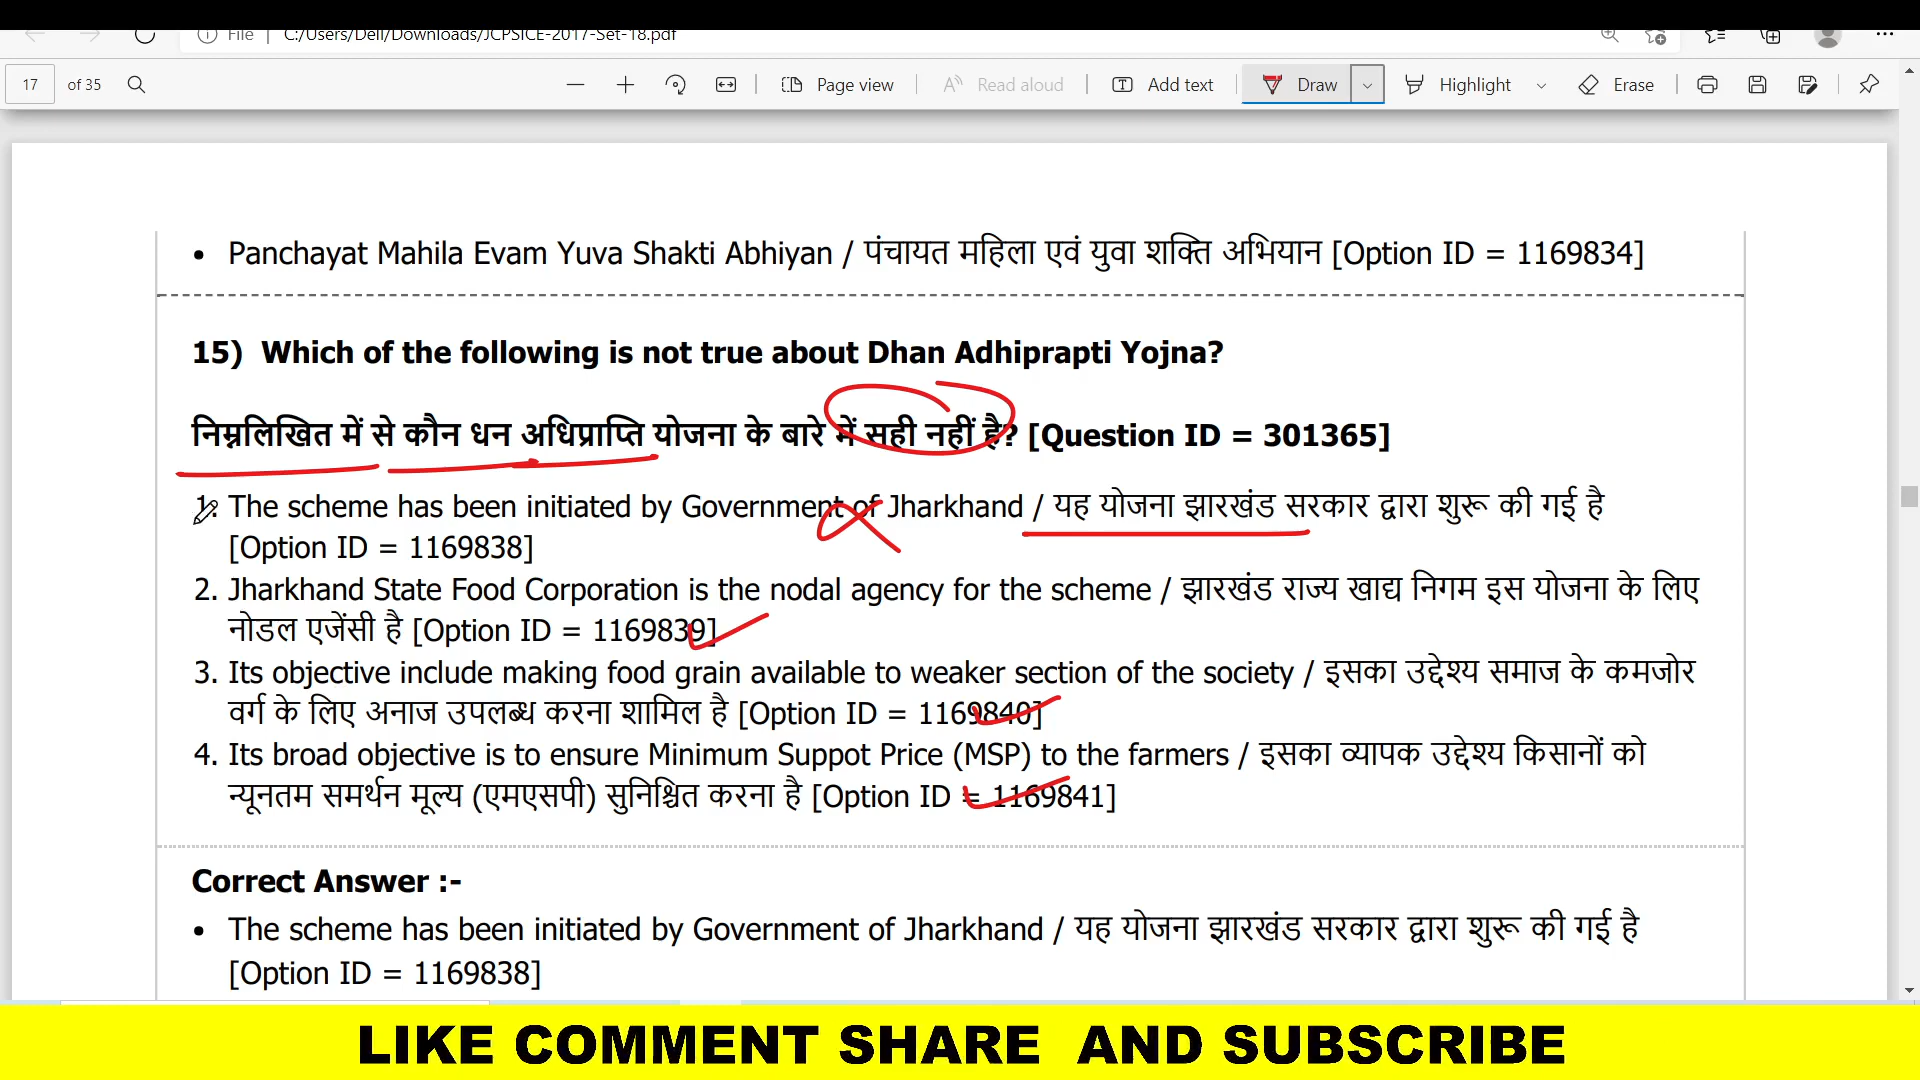 File | C:/Users/Dell/Downloads/JCPSICE-2017-Set-18.pdf
17 of 35 Page view Read aloud Add text Draw Highlight Erase
• Panchayat Mahila Evam Yuva Shakti Abhiyan / पंचायत महिला एवं युवा शक्ति अभियान [Option ID = 1169834]
15) Which of the following is not true about Dhan Adhiprapti Yojna?
निम्नलिखित में से कौन धन अधिप्राप्ति योजना के बारे में सही नहीं है? [Question ID = 301365]
1. The scheme has been initiated by Government of Jharkhand / यह योजना झारखंड सरकार द्वारा शुरू की गई है
[Option ID = 1169838]
2. Jharkhand State Food Corporation is the nodal agency for the scheme / झारखंड राज्य खाद्य निगम इस योजना के लिए
नोडल एजेंसी है [Option ID = 1169839]
3. Its objective include making food grain available to weaker section of the society / इसका उद्देश्य समाज के कमजोर
वर्ग के लिए अनाज उपलब्ध करना शामिल है [Option ID = 1169840]
4. Its broad objective is to ensure Minimum Suppot Price (MSP) to the farmers / इसका व्यापक उद्देश्य किसानों को
न्यूनतम समर्थन मूल्य (एमएसपी) सुनिश्चित करना है [Option ID = 1169841]
Correct Answer :-
• The scheme has been initiated by Government of Jharkhand / यह योजना झारखंड सरकार द्वारा शुरू की गई है
[Option ID = 1169838]
LIKE COMMENT SHARE AND SUBSCRIBE